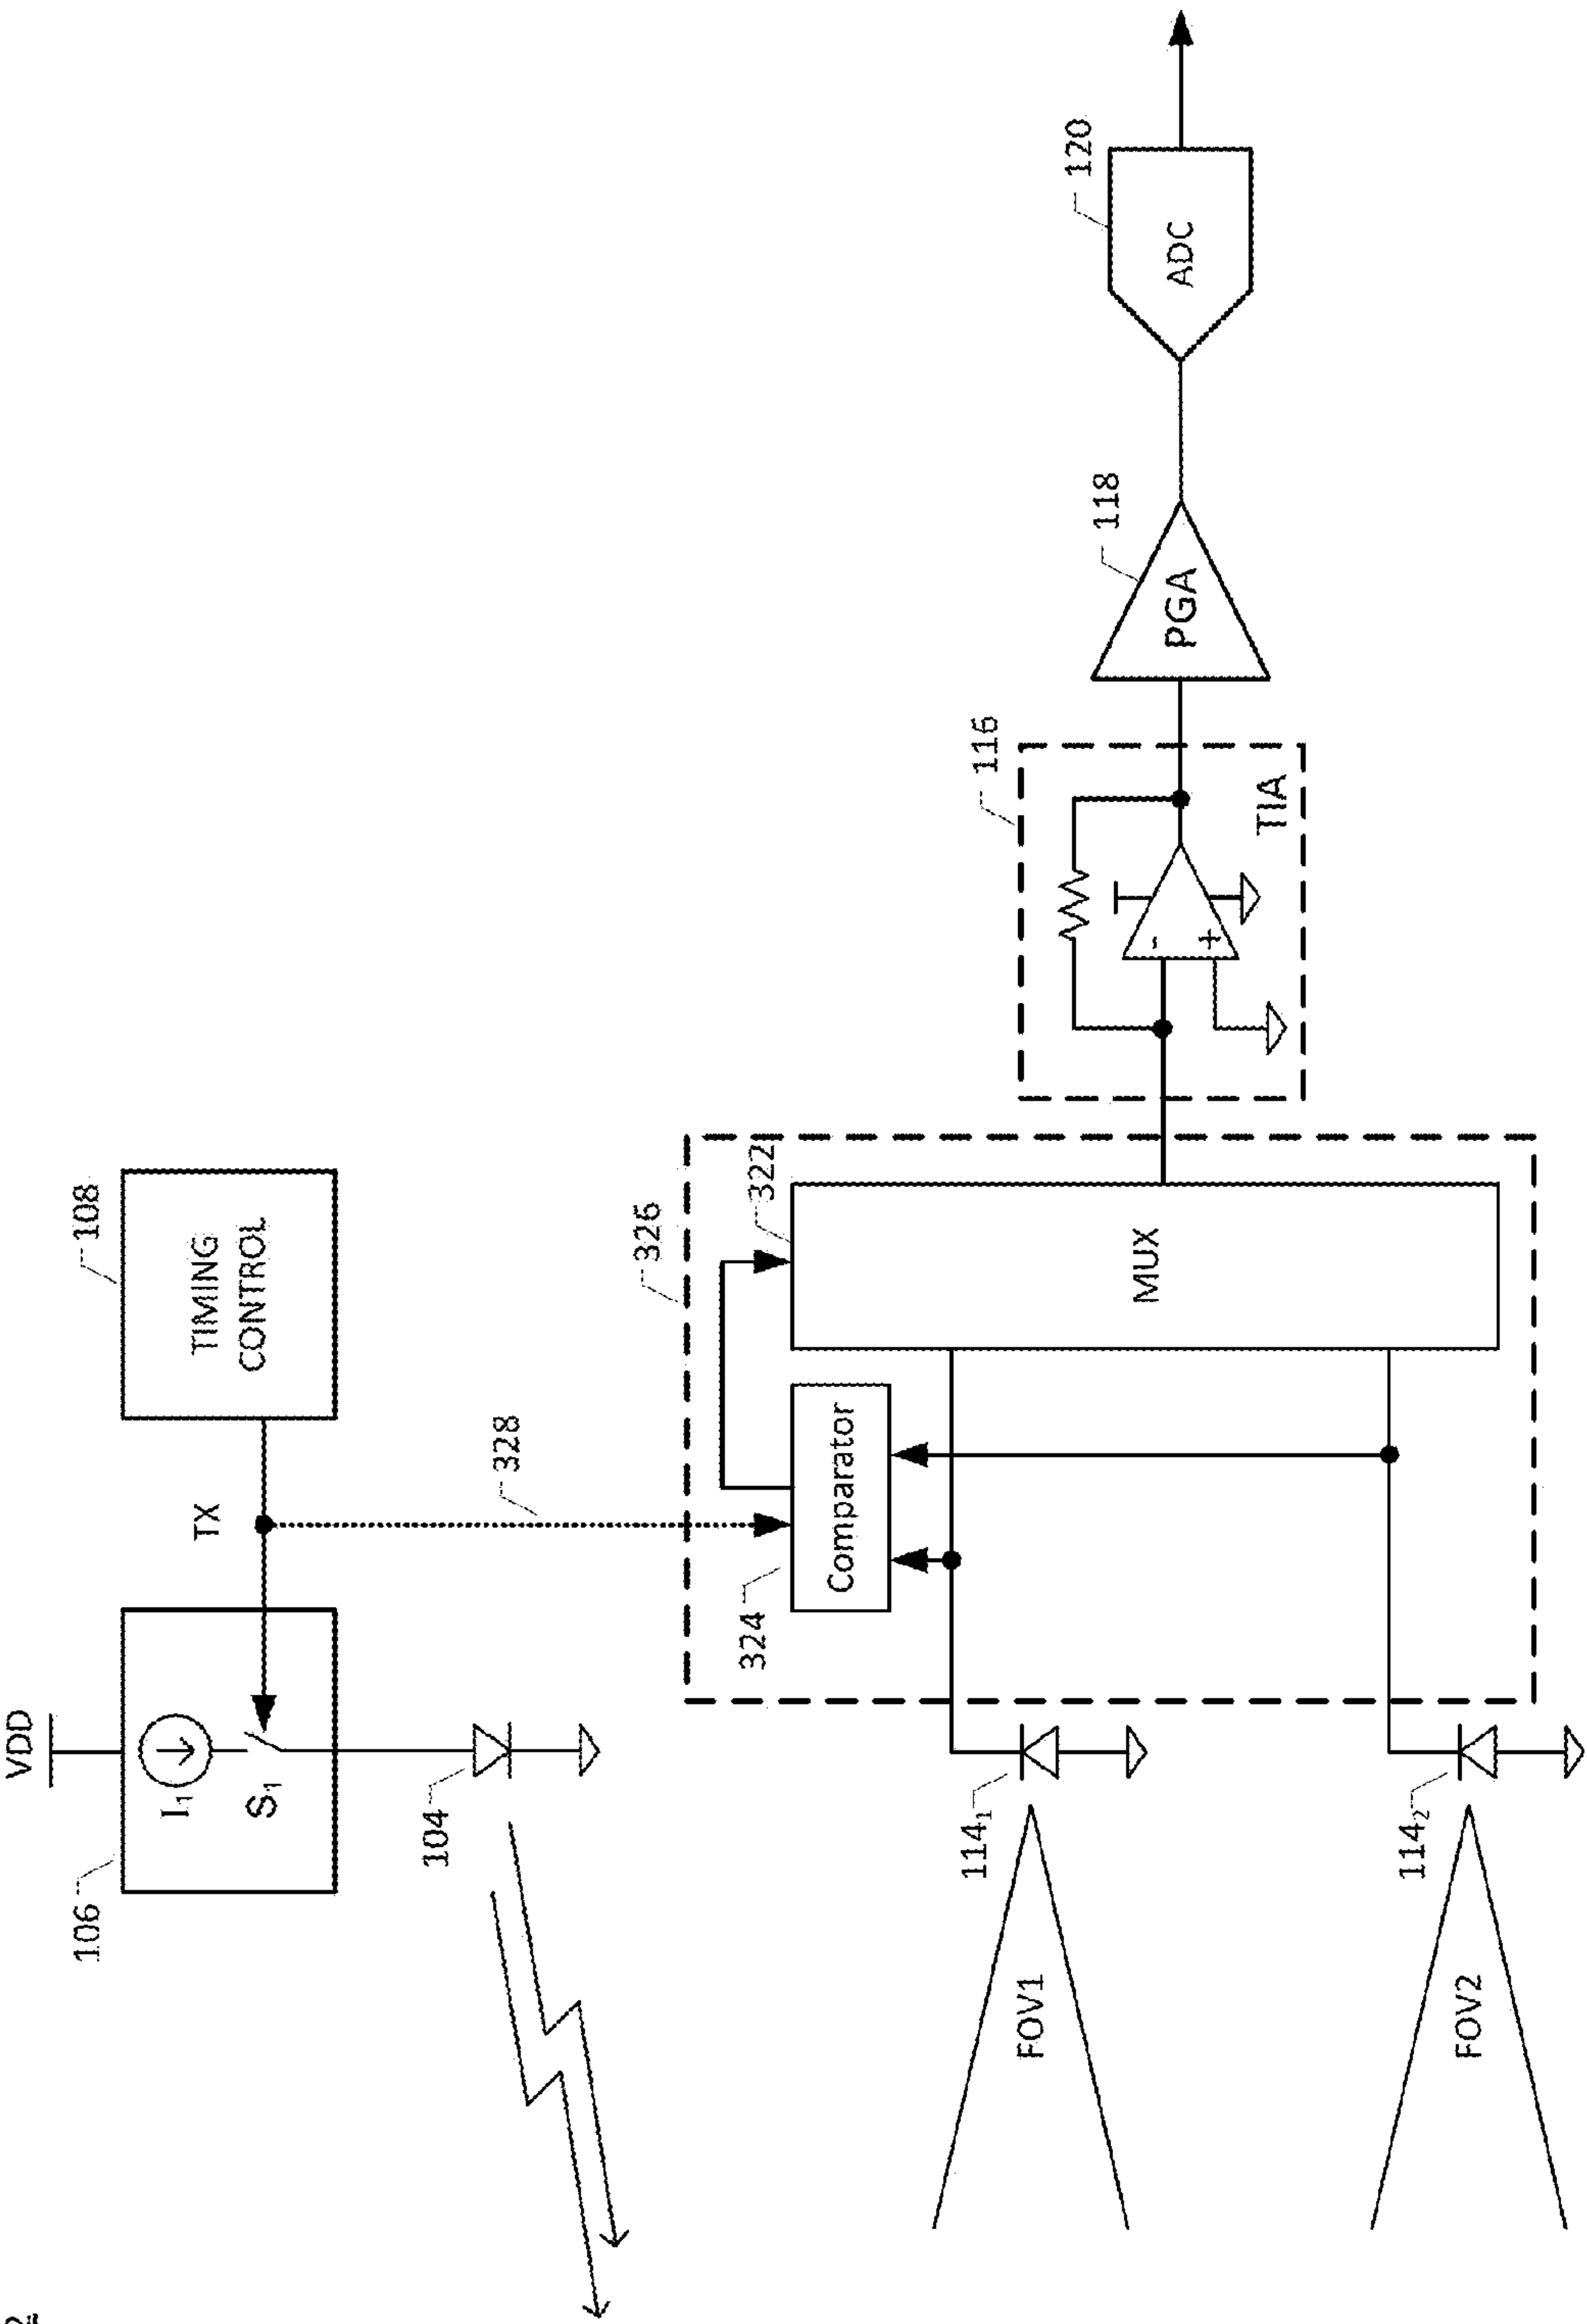 VDD
106
I₁
S₁
TX
108
TIMING
CONTROL
104
328
326
324
Comparator
322
MUX
114₁
FOV1
114₂
FOV2
116
-
+
TIA
118
PGA
120
ADC